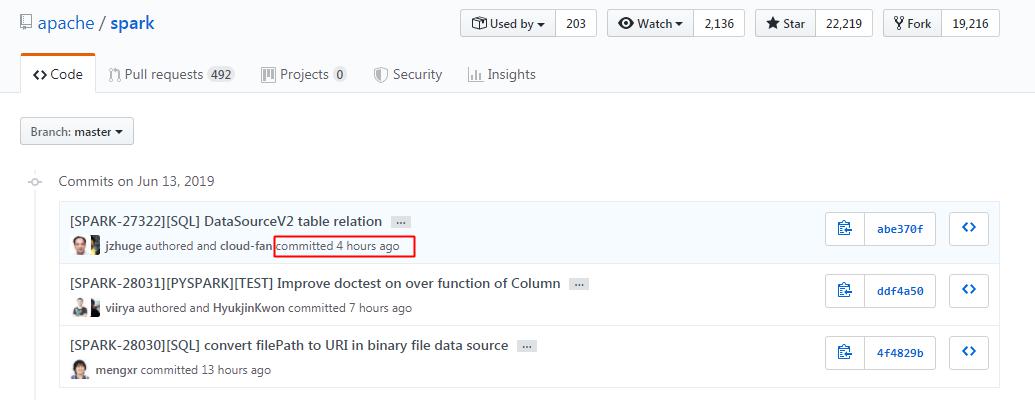 apache / spark
Used by 203
Watch 2,136
Star 22,219
Fork 19,216
Code
Pull requests 492
Projects 0
Security
Insights
Branch: master
Commits on Jun 13, 2019
[SPARK-27322][SQL] DataSourceV2 table relation ...
jzhuge authored and cloud-fan committed 4 hours ago
abe370f
[SPARK-28031][PYSPARK][TEST] Improve doctest on over function of Column ...
viirya authored and HyukjinKwon committed 7 hours ago
ddf4a50
[SPARK-28030][SQL] convert filePath to URI in binary file data source ...
mengxr committed 13 hours ago
4f4829b